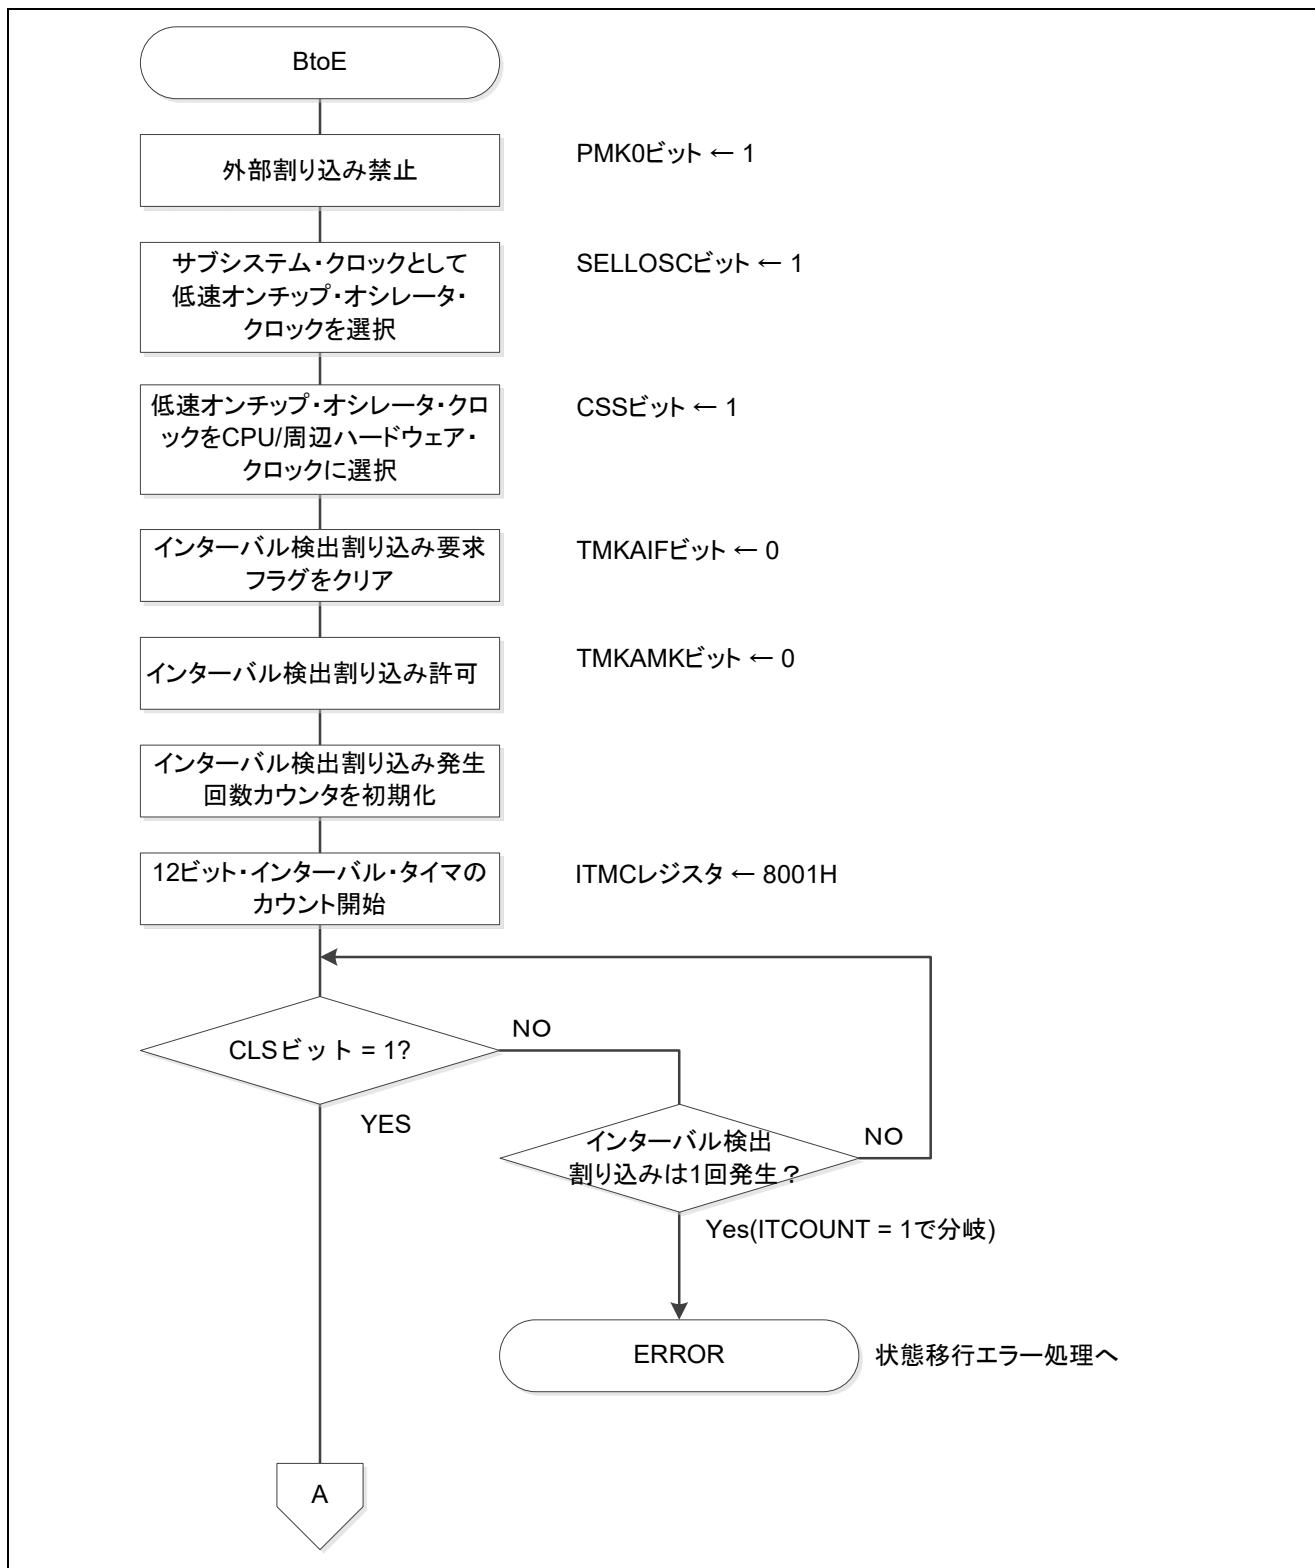 BtoE
外部割り込み禁止
PMK0ビット ← 1
サブシステム・クロックとして
低速オンチップ・オシレータ・
クロックを選択
SELLOSCビット ← 1
低速オンチップ・オシレータ・クロ
ックをCPU/周辺ハードウェア・
クロックに選択
CSSビット ← 1
インターバル検出割り込み要求
フラグをクリア
TMKAIFビット ← 0
インターバル検出割り込み許可
TMKAMKビット ← 0
インターバル検出割り込み発生
回数カウンタを初期化
12ビット・インターバル・タイマの
カウント開始
ITMCレジスタ ← 8001H
CLSビット = 1?
NO
YES
インターバル検出
割り込みは1回発生？
NO
Yes(ITCOUNT = 1で分岐)
ERROR
状態移行エラー処理へ
A